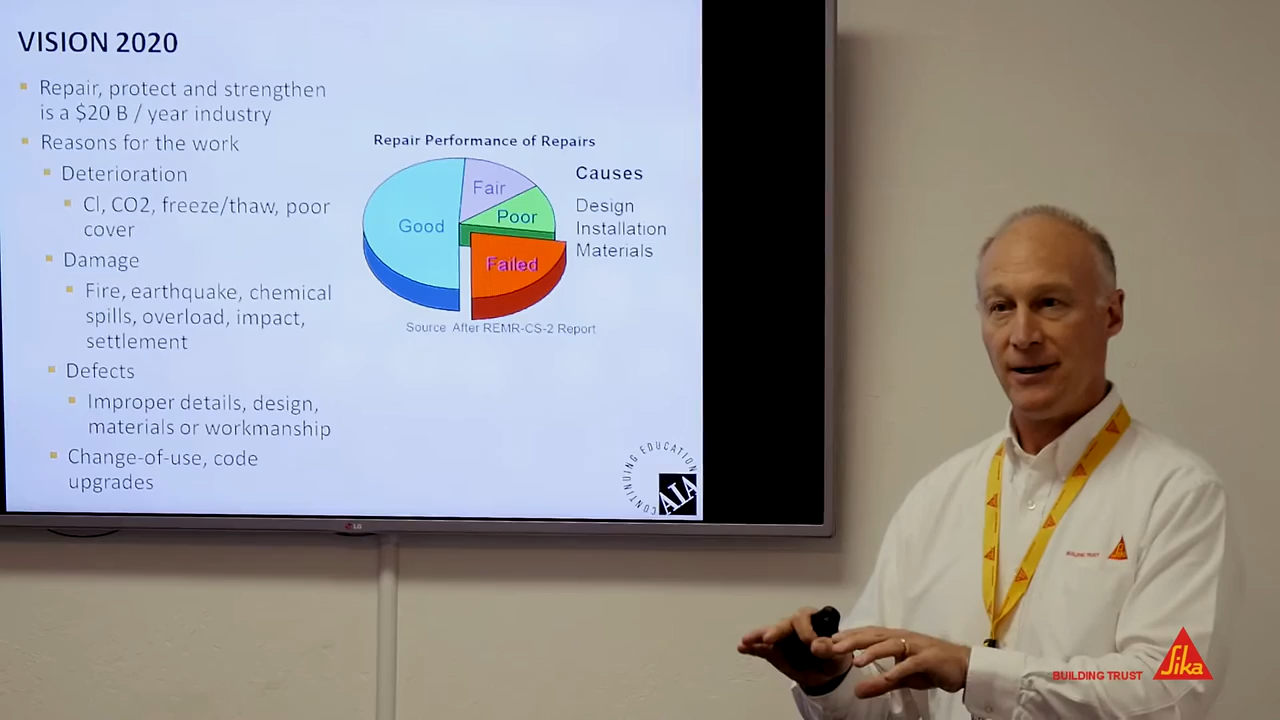 VISION 2020
Repair, protect and strengthen
is a $20 B / year industry
Reasons for the work
Deterioration
Cl, CO2, freeze/thaw, poor
cover
Damage
Fire, earthquake, chemical
spills, overload, impact,
settlement
Defects
Improper details, design,
materials or workmanship
Change-of-use, code
upgrades
Repair Performance of Repairs
Good
Fair
Poor
Failed
Causes
Design
Installation
Materials
Source After REMR-CS-2 Report
CONTINUING EDUCATION
AIA
LG
BUILDING TRUST
BUILDING TRUST
Sika